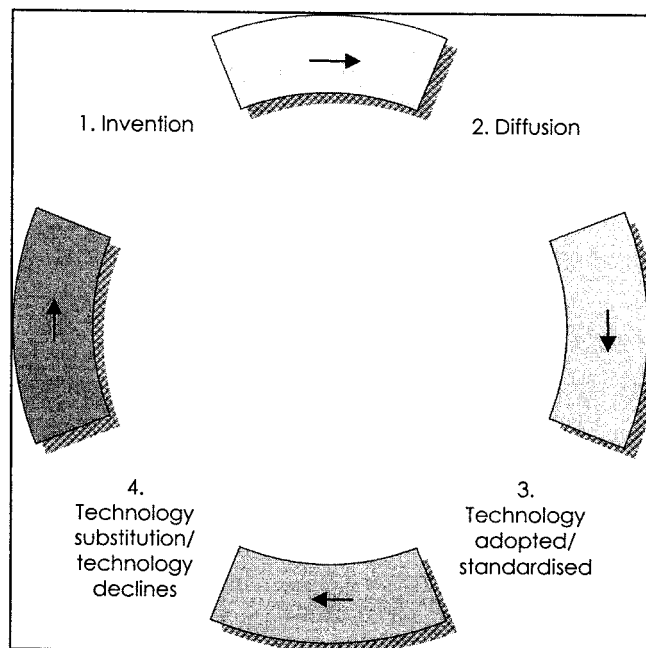 1. Invention
2. Diffusion
3.
Technology
adopted/
standardised
4.
Technology
substitution/
technology
declines